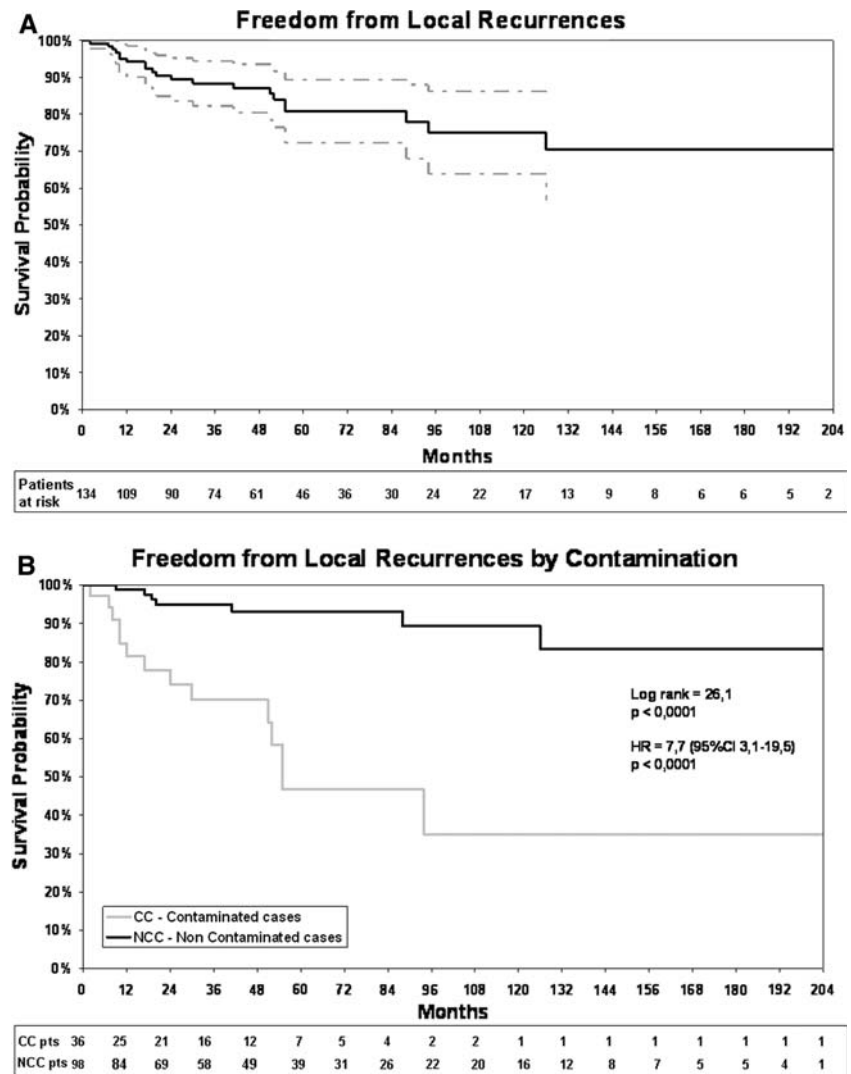 A
Freedom from Local Recurrences
100%
90%
80%
70%
60%
50%
40%
30%
20%
10%
0%
Survival Probability
0 12 24 36 48 60 72 84 96 108 120 132 144 156 168 180 192 204
Months
Patients at risk 134 109 90 74 61 46 36 30 24 22 17 13 9 8 6 6 5 2
B
Freedom from Local Recurrences by Contamination
100%
90%
80%
70%
60%
50%
40%
30%
20%
10%
0%
Survival Probability
Log rank = 26,1
p < 0,0001
HR = 7,7 (95%CI 3,1-19,5)
p < 0,0001
CC - Contaminated cases
NCC - Non Contaminated cases
0 12 24 36 48 60 72 84 96 108 120 132 144 156 168 180 192 204
Months
CC pts 36 25 21 16 12 7 5 4 2 2 1 1 1 1 1 1 1 1
NCC pts 98 84 69 58 49 39 31 26 22 20 16 12 8 7 5 5 4 1